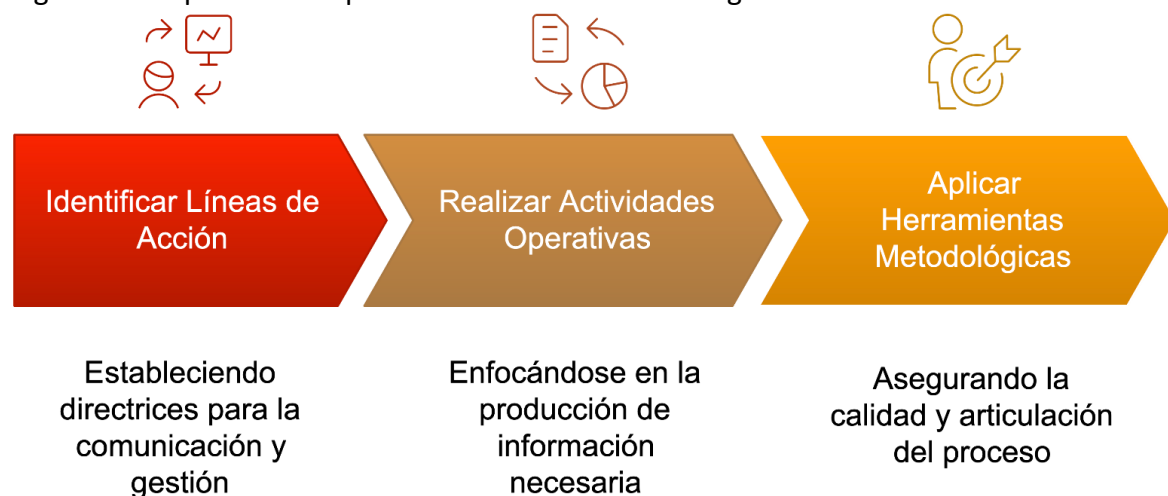 Identificar Líneas de
Acción
Realizar Actividades
Operativas
Aplicar
Herramientas
Metodológicas
Estableciendo
directrices para la
comunicación y
gestión
Enfocándose en la
producción de
información
necesaria
Asegurando la
calidad y articulación
del proceso